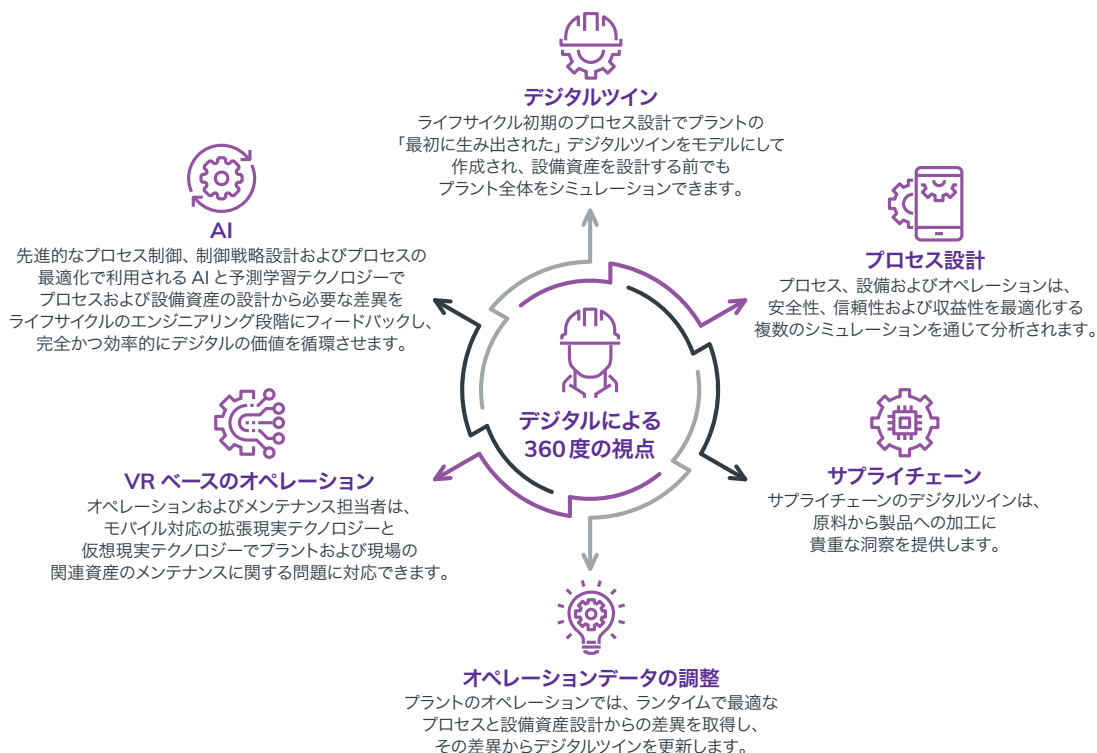 デジタルツイン
ライフサイクル初期のプロセス設計でプラントの
「最初に生み出された」デジタルツインをモデルにして
作成され、設備資産を設計する前でも
プラント全体をシミュレーションできます。
AI
先進的なプロセス制御、制御戦略設計およびプロセスの
最適化で利用される AI と予測学習テクノロジーで
プロセスおよび設備資産の設計から必要な差異を
ライフサイクルのエンジニアリング段階にフィードバックし、
完全かつ効率的にデジタルの価値を循環させます。
プロセス設計
プロセス、設備およびオペレーションは、
安全性、信頼性および収益性を最適化する
複数のシミュレーションを通じて分析されます。
デジタルによる
360度の視点
VR ベースのオペレーション
オペレーションおよびメンテナンス担当者は、
モバイル対応の拡張現実テクノロジーと
仮想現実テクノロジーでプラントおよび現場の
関連資産のメンテナンスに関する問題に対応できます。
サプライチェーン
サプライチェーンのデジタルツインは、
原料から製品への加工に
貴重な洞察を提供します。
オペレーションデータの調整
プラントのオペレーションでは、ランタイムで最適な
プロセスと設備資産設計からの差異を取得し、
その差異からデジタルツインを更新します。